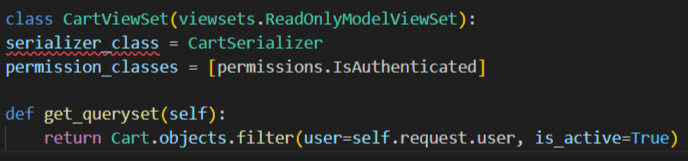 class CartViewSet(viewsets.ReadOnlyModelViewSet):
serializer_class = CartSerializer
permission_classes = [permissions.IsAuthenticated]
def get_queryset(self):
    return Cart.objects.filter(user=self.request.user, is_active=True)